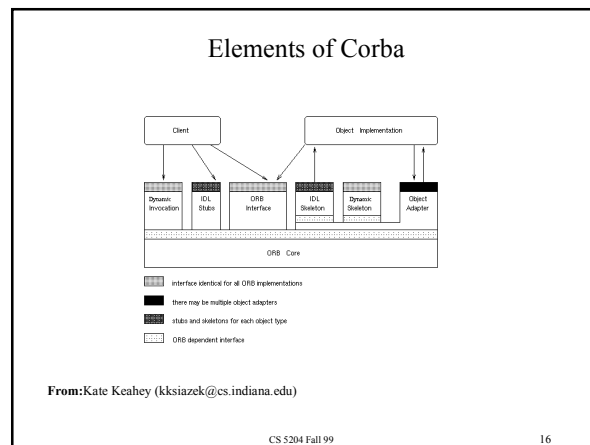 Elements of Corba
Client
Object Implementation
Dynamic
Invocation
IDL
Stubs
ORB
Interface
IDL
Skeleton
Dynamic
Skeleton
Object
Adapter
ORB Core
interface identical for all ORB implementations
there may be multiple object adapters
stubs and skeletons for each object type
ORB dependent interface
From:Kate Keahey (kksiazek@cs.indiana.edu)
CS 5204 Fall 99
16